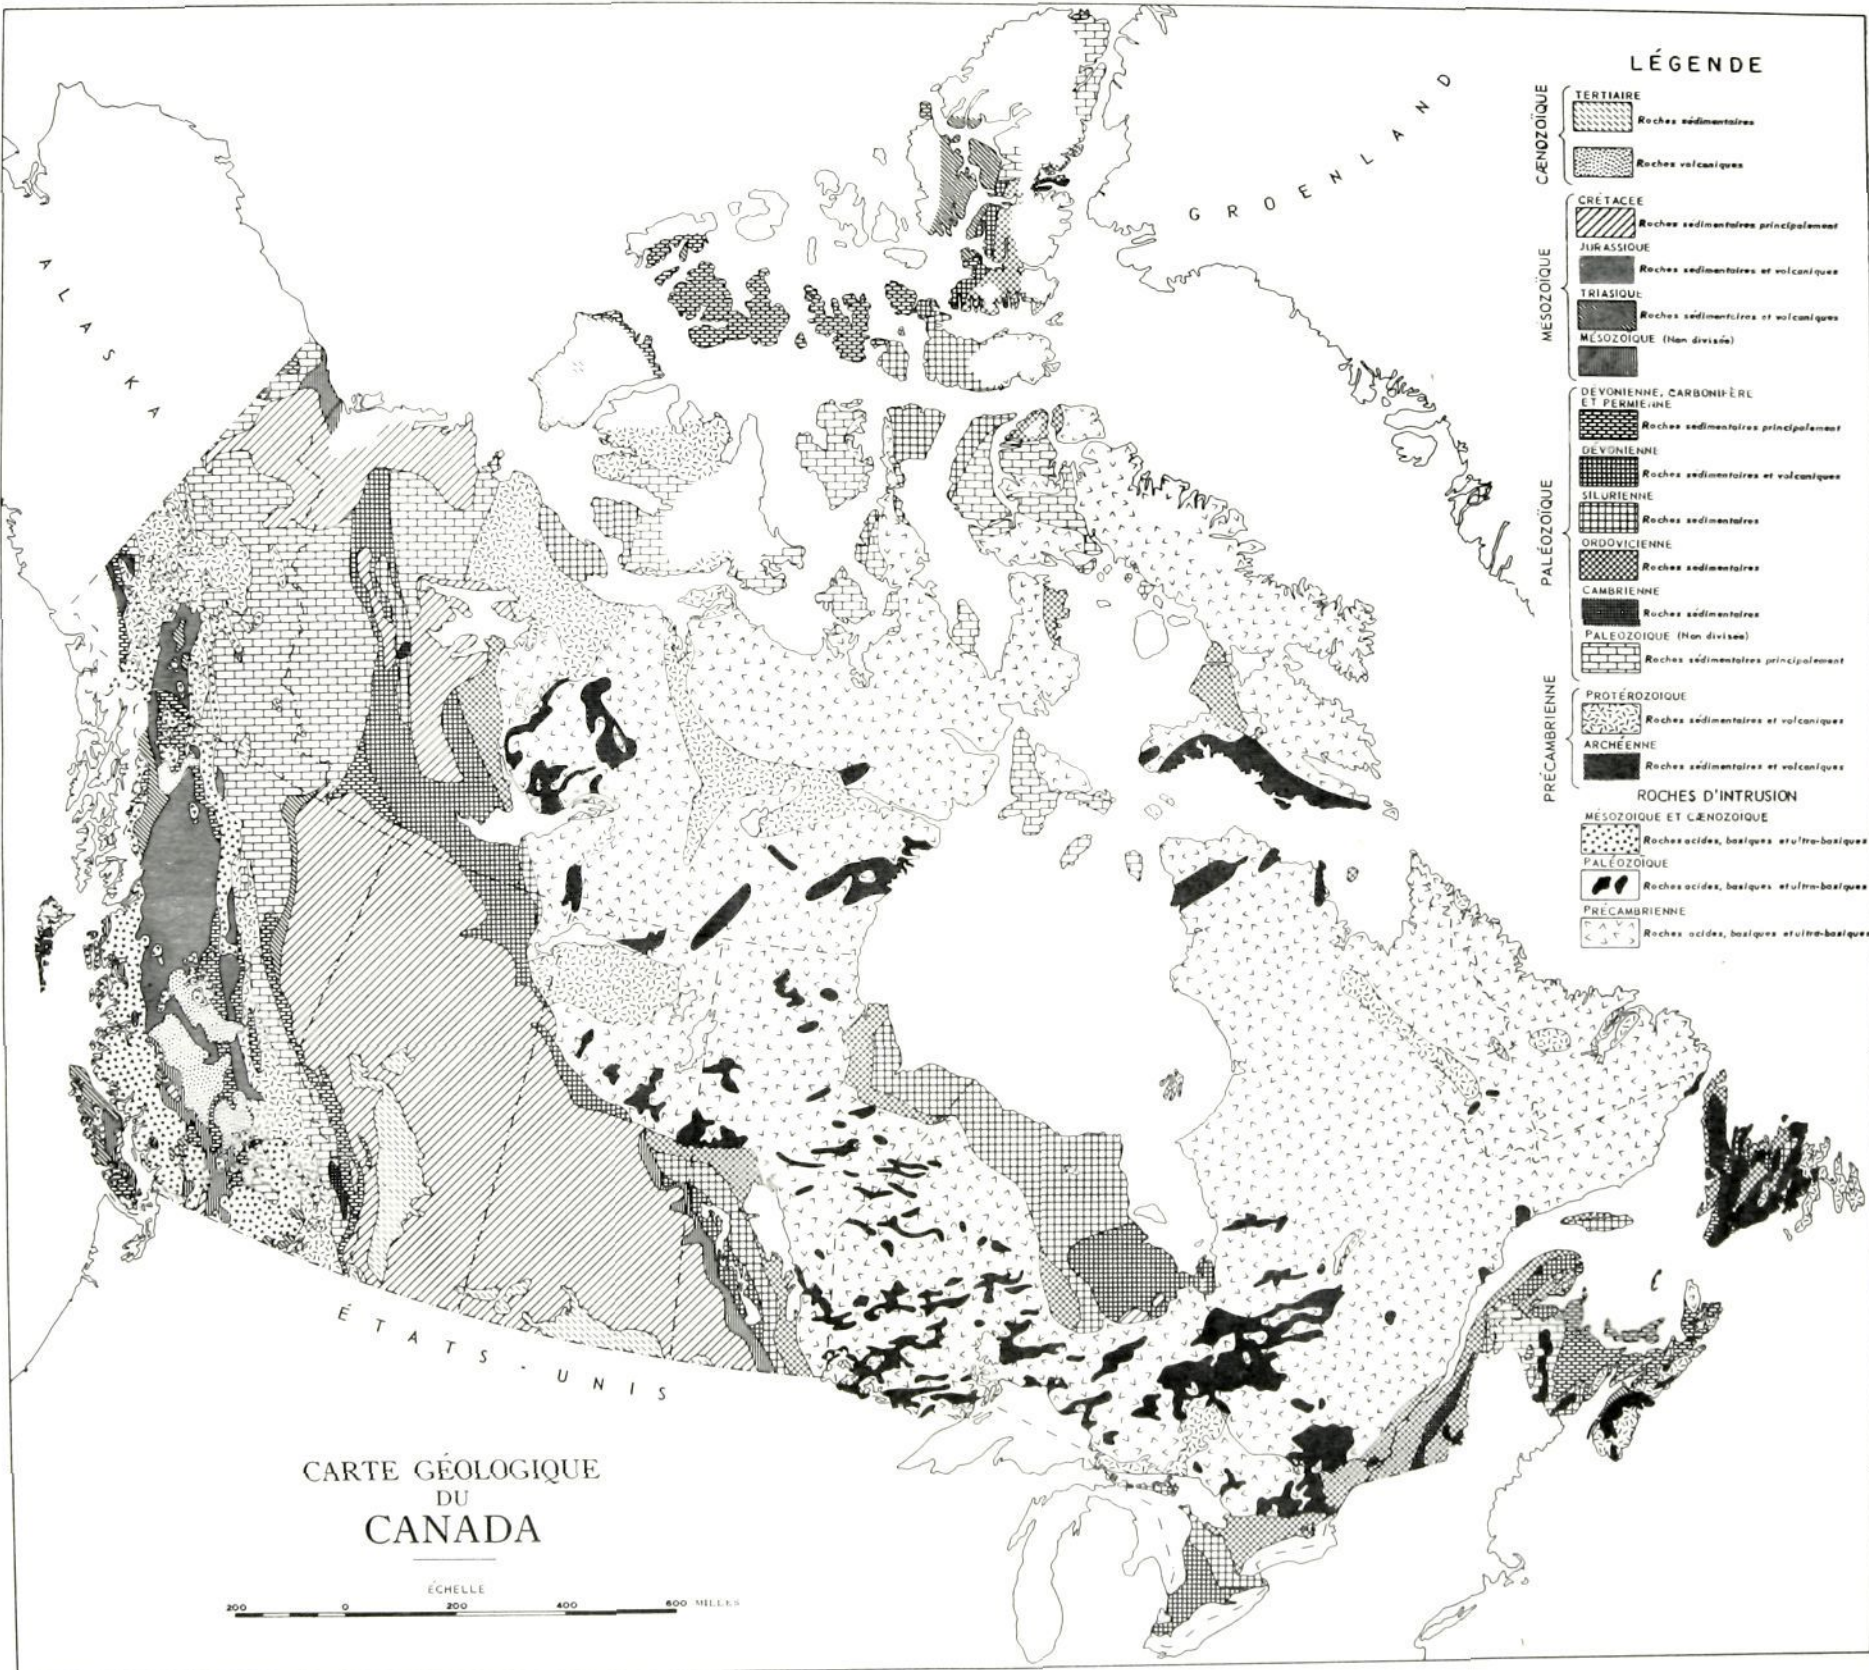 LÉGENDE
CÆNOZOÏQUE
TERTIAIRE
Roches sédimentaires
Roches volcaniques
MÉSOZOÏQUE
CRÉTACÉE
Roches sédimentaires principalement
JURASSIQUE
Roches sédimentaires et volcaniques
TRIASIQUE
Roches sédimentaires et volcaniques
MÉSOZOÏQUE (Non divisée)
PALÉOZOÏQUE
DÉVONIENNE, CARBONIFÈRE
ET PERMIENNE
Roches sédimentaires principalement
DÉVONIENNE
Roches sédimentaires et volcaniques
SILURIENNE
Roches sédimentaires
ORDOVICIENNE
Roches sédimentaires
CAMBRIENNE
Roches sédimentaires
PALÉOZOÏQUE (Non divisée)
Roches sédimentaires principalement
PRÉCAMBRIENNE
PROTÉROZOIQUE
Roches sédimentaires et volcaniques
ARCHÉENNE
Roches sédimentaires et volcaniques
ROCHES D'INTRUSION
MÉSOZOIQUE ET CÆNOZOIQUE
Roches acides, basiques et ultra-basiques
PALÉOZOÏQUE
Roches acides, basiques et ultra-basiques
PRÉCAMBRIENNE
Roches acides, basiques et ultra-basiques
GROENLAND
ALASKA
ÉTATS-UNIS
CARTE GÉOLOGIQUE
DU
CANADA
ÉCHELLE
200 0 200 400 600 MILLES